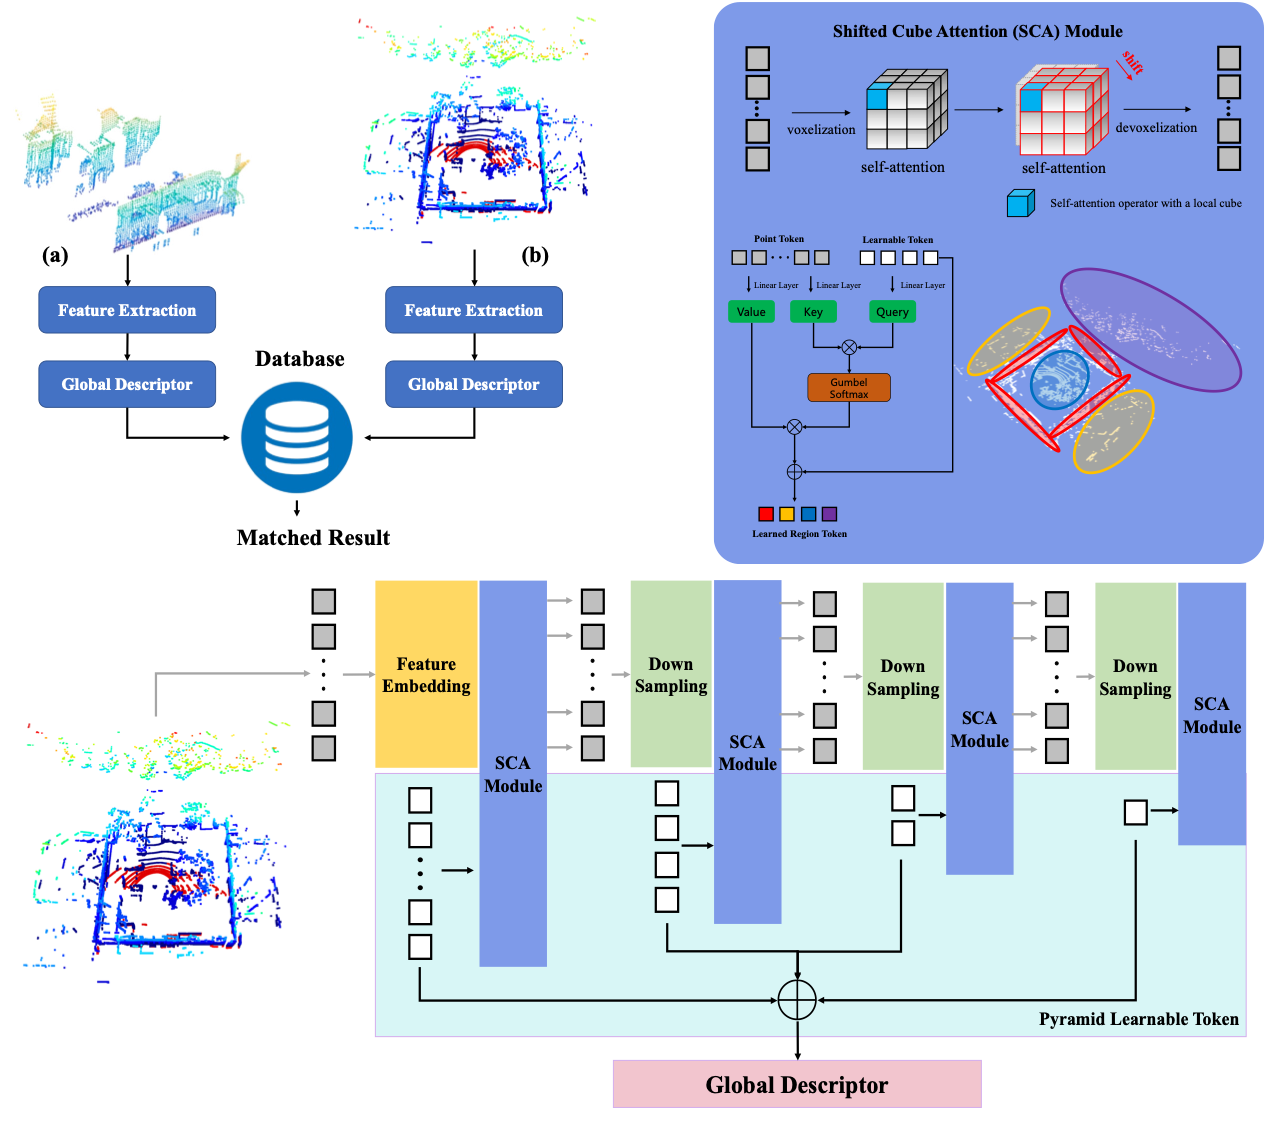 (a)
(b)
Feature Extraction
Feature Extraction
Global Descriptor
Global Descriptor
Database
Matched Result
Shifted Cube Attention (SCA) Module
voxelization
self-attention
shift
self-attention
devoxelization
Self-attention operator with a local cube
Point Token
Learnable Token
Linear Layer
Linear Layer
Linear Layer
Value
Key
Query
Gumbel
Softmax
Learned Region Token
Feature
Embedding
SCA
Module
Down
Sampling
SCA
Module
Down
Sampling
SCA
Module
Down
Sampling
SCA
Module
Pyramid Learnable Token
Global Descriptor